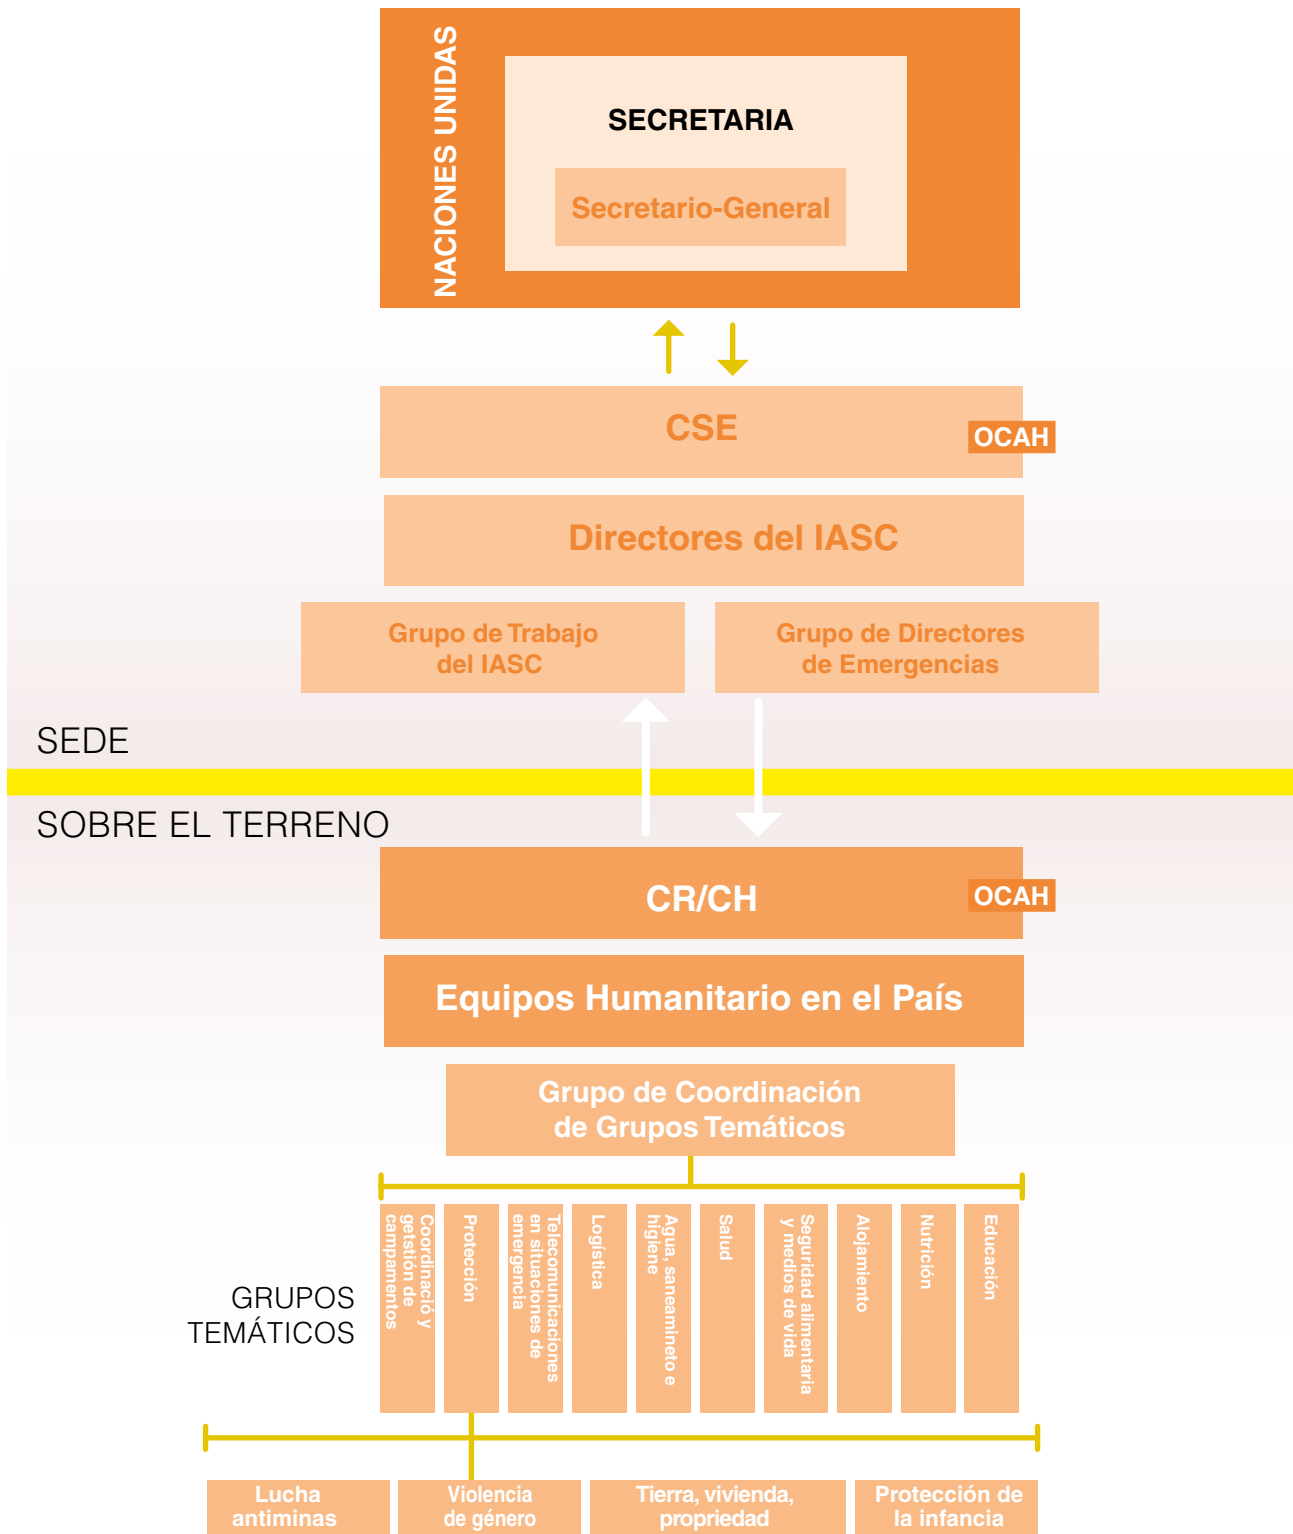 NACIONES UNIDAS
SECRETARIA
Secretario-General
CSE
OCAH
Directores del IASC
Grupo de Trabajo
del IASC
Grupo de Directores
de Emergencias
SEDE
SOBRE EL TERRENO
CR/CH
OCAH
Equipos Humanitario en el País
Grupo de Coordinación
de Grupos Temáticos
GRUPOS
TEMÁTICOS
Coordinació y
getstión de
campamentos
Protección
Telecomunicaciones
en situaciones de
emergencia
Logística
Agua, saneamineto e
higiene
Salud
Seguridad alimentaria
y medios de vida
Alojamiento
Nutrición
Educación
Lucha
antiminas
Violencia
de género
Tierra, vivienda,
propriedad
Protección de
la infancia